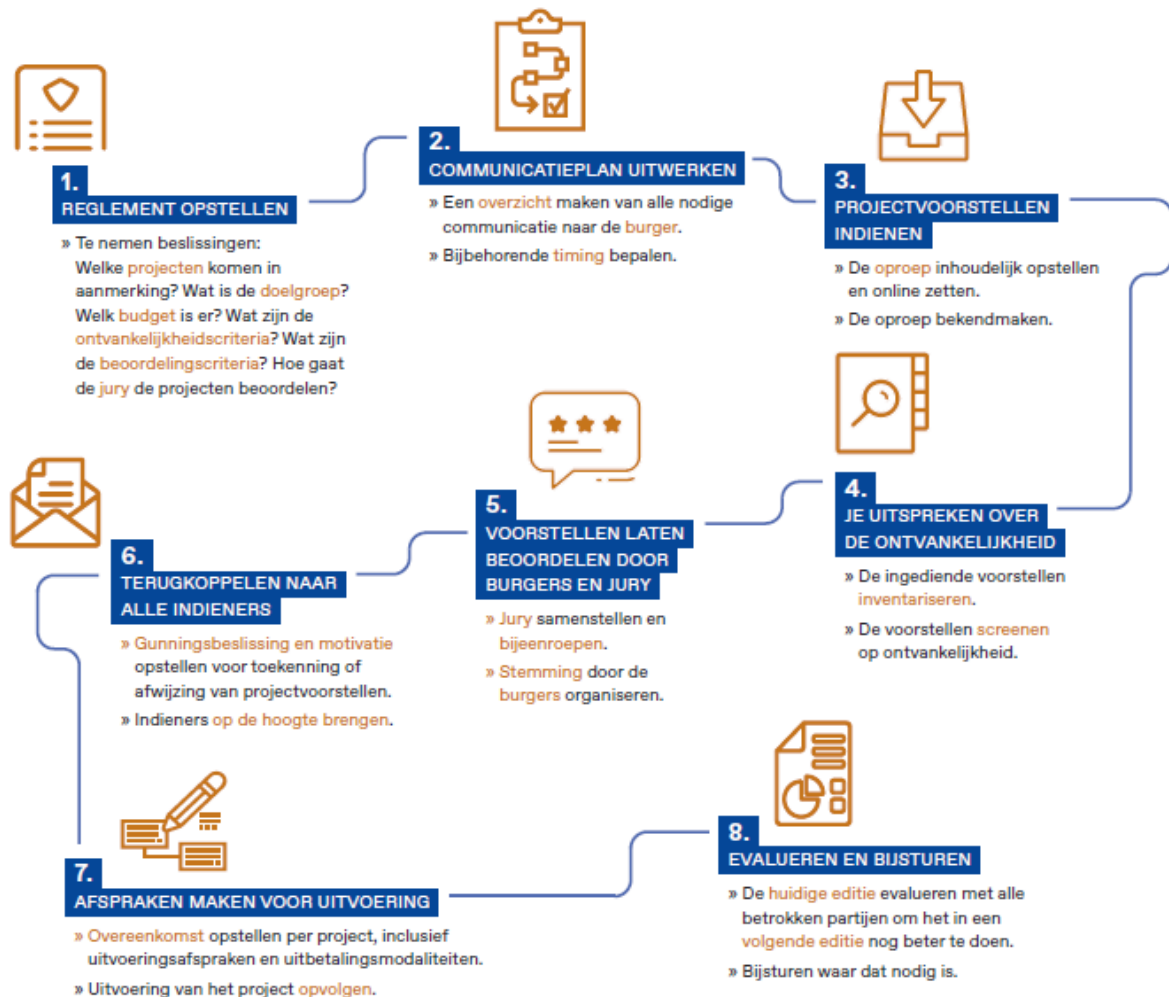 1.
REGLEMENT OPSTELLEN
» Te nemen beslissingen:
Welke projecten komen in
aanmerking? Wat is de doelgroep?
Welk budget is er? Wat zijn de
ontvankelijkheidscriteria? Wat zijn
de beoordelingscriteria? Hoe gaat
de jury de projecten beoordelen?
2.
COMMUNICATIEPLAN UITWERKEN
» Een overzicht maken van alle nodige
communicatie naar de burger.
» Bijbehorende timing bepalen.
3.
PROJECTVOORSTELLEN
INDIENEN
» De oproep inhoudelijk opstellen
en online zetten.
» De oproep bekendmaken.
4.
JE UITSPREKEN OVER
DE ONTVANKELIJKHEID
» De ingediende voorstellen
inventariseren.
» De voorstellen screenen
op ontvankelijkheid.
5.
VOORSTELLEN LATEN
BEOORDELEN DOOR
BURGERS EN JURY
» Jury samenstellen en
bijeenroepen.
» Stemming door de
burgers organiseren.
6.
TERUGKOPPELEN NAAR
ALLE INDIENERS
» Gunningsbeslissing en motivatie
opstellen voor toekenning of
afwijzing van projectvoorstellen.
» Indieners op de hoogte brengen.
7.
AFSPRAKEN MAKEN VOOR UITVOERING
» Overeenkomst opstellen per project, inclusief
uitvoeringsafspraken en uitbetalingsmodaliteiten.
» Uitvoering van het project opvolgen.
8.
EVALUEREN EN BIJSTUREN
» De huidige editie evalueren met alle
betrokken partijen om het in een
volgende editie nog beter te doen.
» Bijsturen waar dat nodig is.